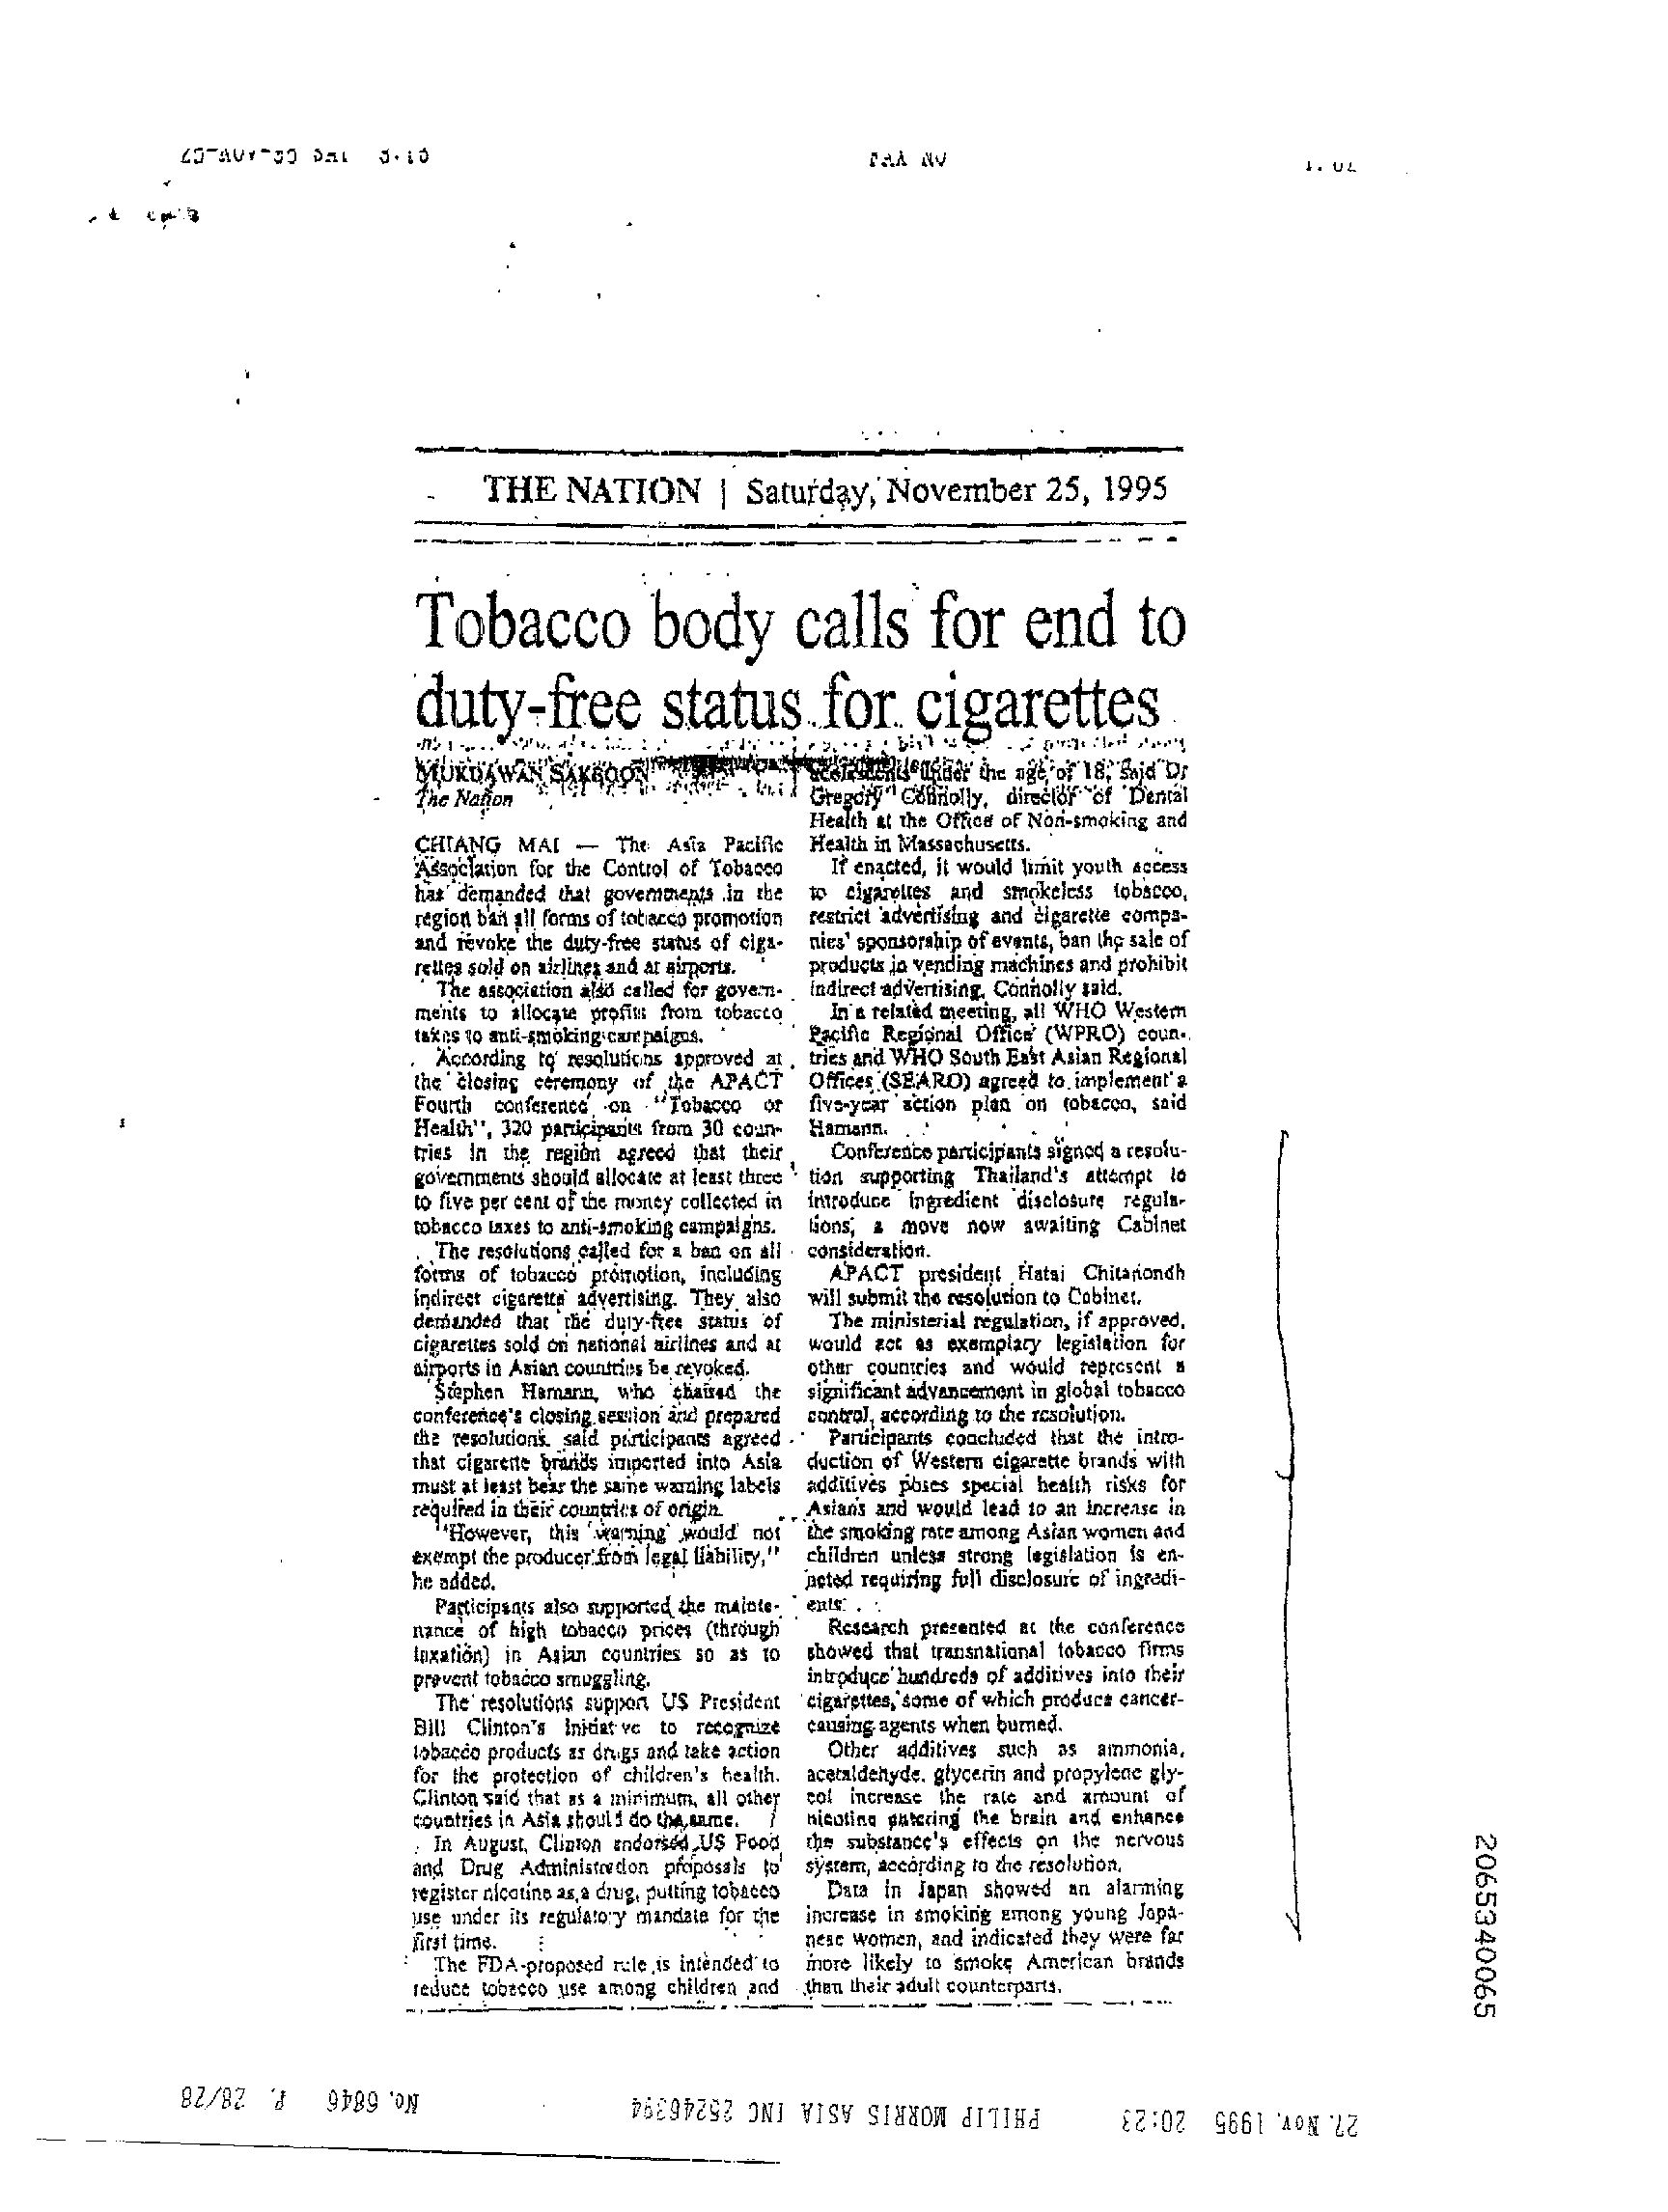 THE NATION | Saturday, November 25, 1995
Tobacco body calls for end to
duty-free status for cigarettes
MUKDAWAN SAKBOON
The Nation
CHIANG MAI — The Asia Pacific
Association for the Control of Tobacco
has demanded that governments in the
region ban all forms of tobacco promotion
and revoke the duty-free status of ciga-
rettes sold on airlines and at airports.
The association also called for govern-
ments to allocate profits from tobacco
taxes to anti-smoking campaigns.
According to resolutions approved at
the closing ceremony of the APACT
Fourth conference on "Tobacco or
Health", 320 participants from 30 coun-
tries in the region agreed that their
governments should allocate at least three
to five per cent of the money collected in
tobacco taxes to anti-smoking campaigns.
The resolutions called for a ban on all
forms of tobacco promotion, including
indirect cigarette advertising. They also
demanded that the duty-free status of
cigarettes sold on national airlines and at
airports in Asian countries be revoked.
Stephen Hamann, who chaired the
conference's closing session and prepared
the resolutions, said participants agreed
that cigarette brands imported into Asia
must at least bear the same warning labels
required in their countries of origin.
"However, this 'warning' would not
exempt the producer from legal liability,"
he added.
Participants also supported the mainte-
nance of high tobacco prices (through
taxation) in Asian countries so as to
prevent tobacco smuggling.
The resolutions support US President
Bill Clinton's initiative to recognize
tobacco products as drugs and take action
for the protection of children's health.
Clinton said that as a minimum, all other
countries in Asia should do the same.
In August, Clinton endorsed US Food
and Drug Administration proposals to
register nicotine as a drug, putting tobacco
use under its regulatory mandate for the
first time.
The FDA-proposed rule is intended to
reduce tobacco use among children and
adolescents under the age of 18, said Dr
Gregory Connolly, director of Dental
Health at the Office of Non-smoking and
Health in Massachusetts.
If enacted, it would limit youth access
to cigarettes and smokeless tobacco,
restrict advertising and cigarette compa-
nies' sponsorship of events, ban the sale of
products in vending machines and prohibit
indirect advertising, Connolly said.
In a related meeting, all WHO Western
Pacific Regional Office (WPRO) coun-
tries and WHO South East Asian Regional
Offices (SEARO) agreed to implement a
five-year action plan on tobacco, said
Hamann.
Conference participants signed a resolu-
tion supporting Thailand's attempt to
introduce ingredient disclosure regula-
tions, a move now awaiting Cabinet
consideration.
APACT president Hatai Chitanondh
will submit the resolution to Cabinet.
The ministerial regulation, if approved,
would act as exemplary legislation for
other countries and would represent a
significant advancement in global tobacco
control, according to the resolution.
Participants concluded that the intro-
duction of Western cigarette brands with
additives poses special health risks for
Asians and would lead to an increase in
the smoking rate among Asian women and
children unless strong legislation is en-
acted requiring full disclosure of ingredi-
ents.
Research presented at the conference
showed that transnational tobacco firms
introduce hundreds of additives into their
cigarettes, some of which produce cancer-
causing agents when burned.
Other additives such as ammonia,
acetaldehyde, glycerin and propylene gly-
col increase the rate and amount of
nicotine entering the brain and enhance
the substance's effects on the nervous
system, according to the resolution.
Data in Japan showed an alarming
increase in smoking among young Japa-
nese women, and indicated they were far
more likely to smoke American brands
than their adult counterparts.
2065340065
27. Nov. 1995 20:23 PHILIP MORRIS ASIA INC 25246394 No. 6846 P. 28/28